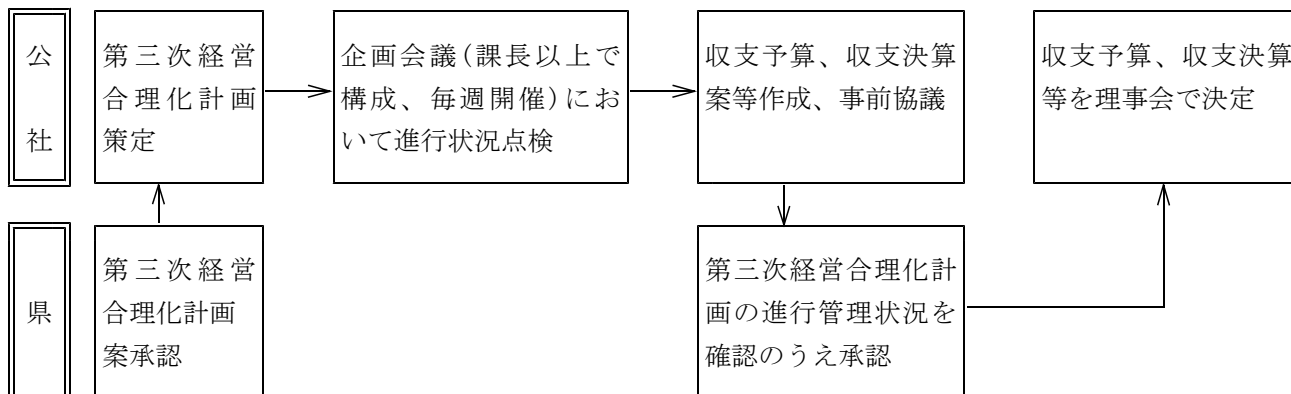 公
社
第三次経営
合理化計画
策定
企画会議(課長以上で
構成、毎週開催)にお
いて進行状況点検
収支予算、収支決算
案等作成、事前協議
収支予算、収支決算
等を理事会で決定
県
第三次経営
合理化計画
案承認
第三次経営合理化計
画の進行管理状況を
確認のうえ承認